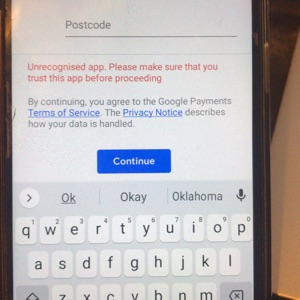 Postcode
Unrecognised app. Please make sure that you
trust this app before proceeding
By continuing, you agree to the Google Payments
Terms of Service. The Privacy Notice describes
how your data is handled.
Continue
Ok Okay Oklahoma
1 2 3 4 5 6 7 8 9 0
q w e r t y u i o p
a s d f g h j k l
z x c v b n m